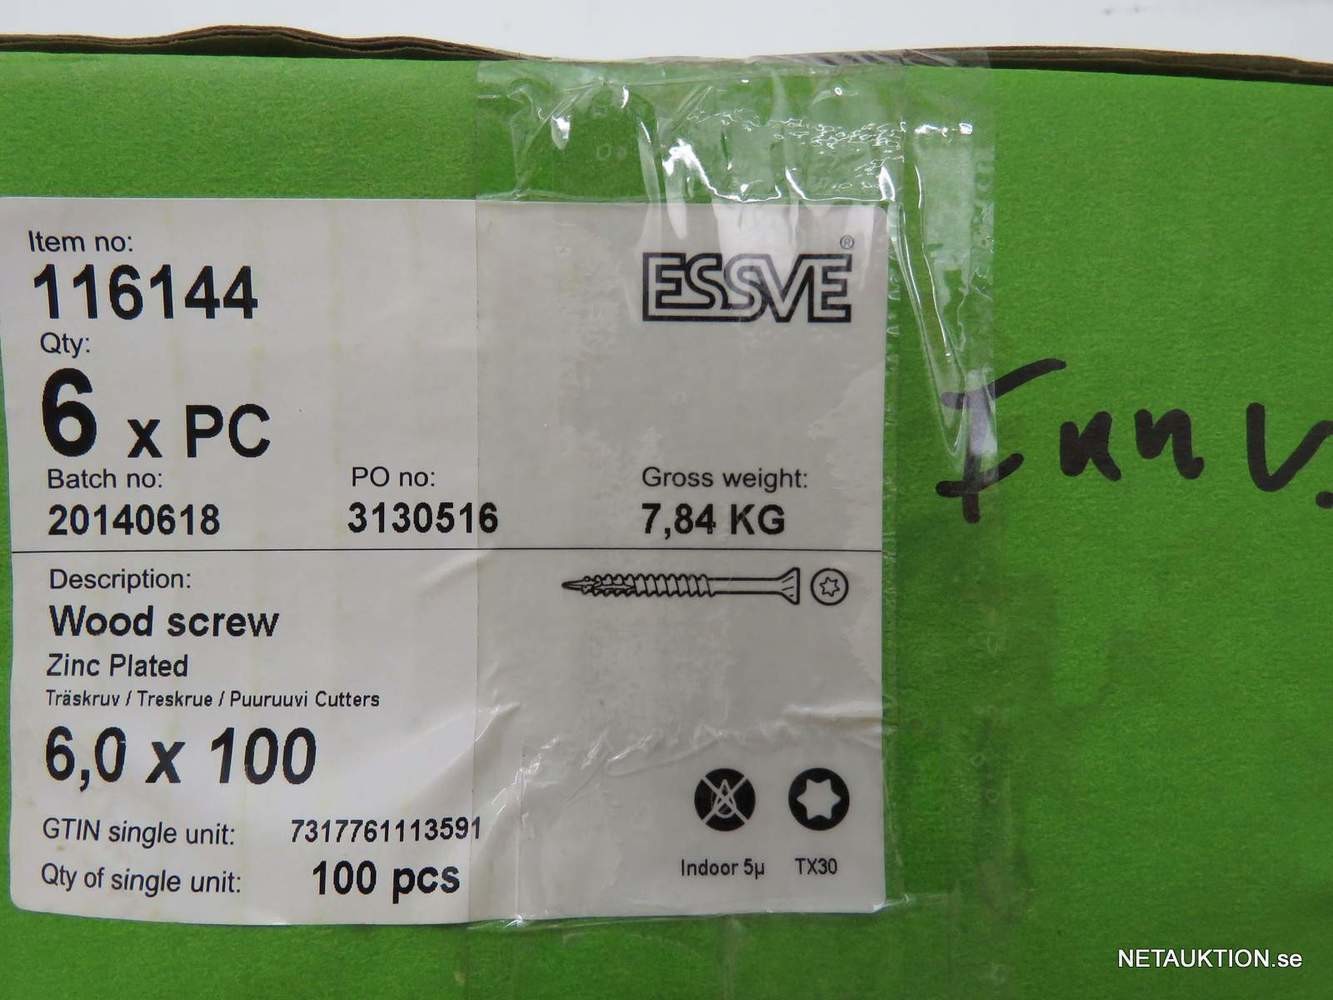 Item no:
116144
ESSVE®
Qty:
6 x PC
Batch no: PO no: Gross weight:
20140618 3130516 7,84 KG
Description:
Wood screw
Zinc Plated
Träskruv / Treskrue / Puuruuvi Cutters
6,0 x 100
GTIN single unit: 7317761113591
Qty of single unit: 100 pcs
Indoor 5µ TX30
NETAUKTION.se